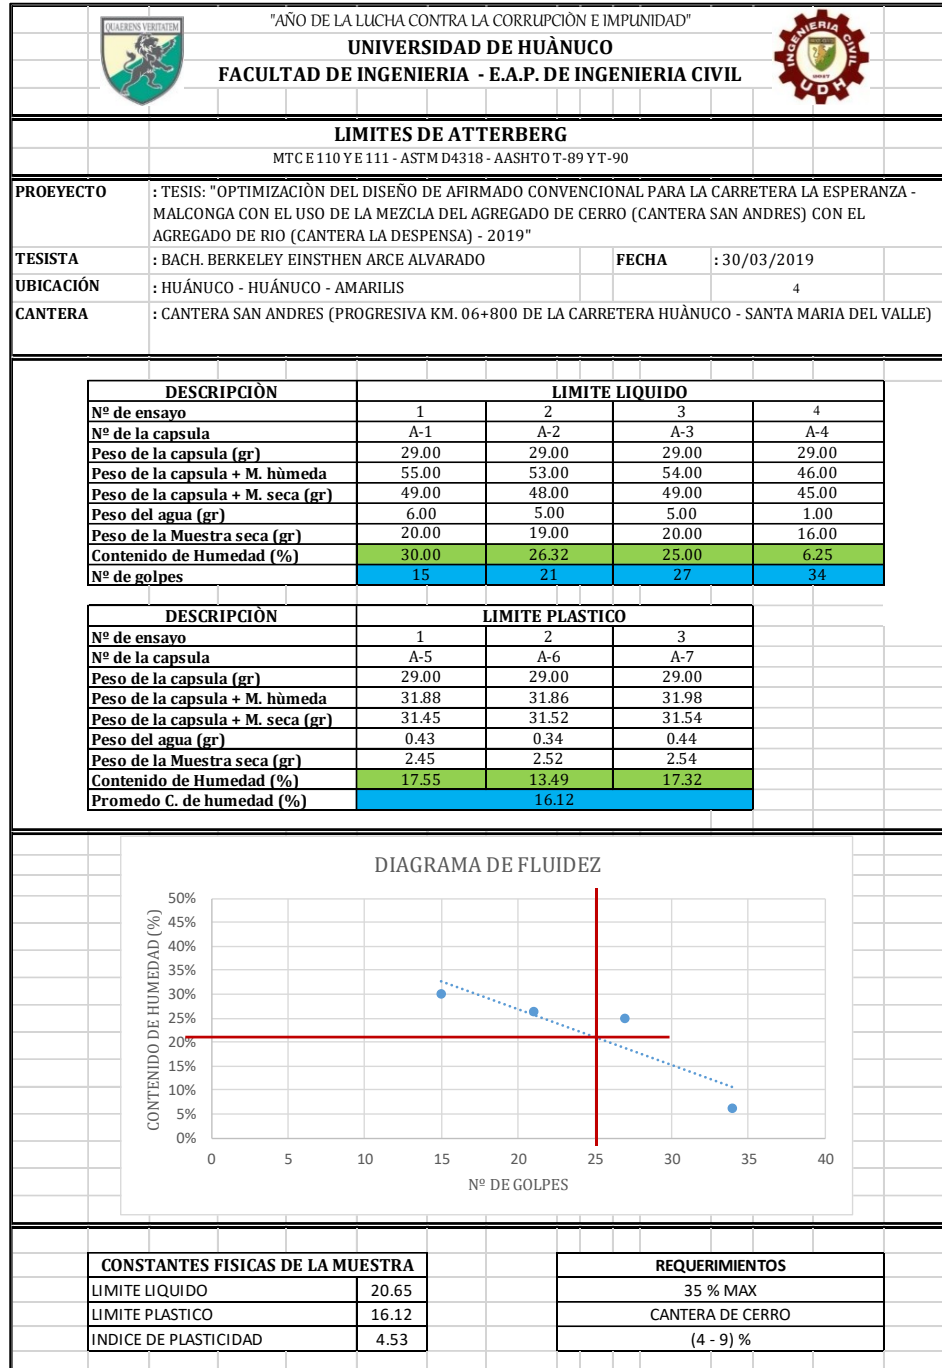 QUAERENS VERITATEM
"AÑO DE LA LUCHA CONTRA LA CORRUPCIÒN E IMPUNIDAD"
UNIVERSIDAD DE HUÀNUCO
FACULTAD DE INGENIERIA - E.A.P. DE INGENIERIA CIVIL
INGENIERIA CIVIL
UDH
LIMITES DE ATTERBERG
MTC E 110 Y E 111 - ASTM D4318 - AASHTO T-89 Y T-90
PROEYECTO : TESIS: "OPTIMIZACIÒN DEL DISEÑO DE AFIRMADO CONVENCIONAL PARA LA CARRETERA LA ESPERANZA -
MALCONGA CON EL USO DE LA MEZCLA DEL AGREGADO DE CERRO (CANTERA SAN ANDRES) CON EL
AGREGADO DE RIO (CANTERA LA DESPENSA) - 2019"
TESISTA : BACH. BERKELEY EINSTHEN ARCE ALVARADO FECHA : 30/03/2019
UBICACIÓN : HUÁNUCO - HUÁNUCO - AMARILIS 4
CANTERA : CANTERA SAN ANDRES (PROGRESIVA KM. 06+800 DE LA CARRETERA HUÀNUCO - SANTA MARIA DEL VALLE)
DESCRIPCIÒN LIMITE LIQUIDO
Nº de ensayo 1 2 3 4
Nº de la capsula A-1 A-2 A-3 A-4
Peso de la capsula (gr) 29.00 29.00 29.00 29.00
Peso de la capsula + M. hùmeda 55.00 53.00 54.00 46.00
Peso de la capsula + M. seca (gr) 49.00 48.00 49.00 45.00
Peso del agua (gr) 6.00 5.00 5.00 1.00
Peso de la Muestra seca (gr) 20.00 19.00 20.00 16.00
Contenido de Humedad (%) 30.00 26.32 25.00 6.25
Nº de golpes 15 21 27 34
DESCRIPCIÒN LIMITE PLASTICO
Nº de ensayo 1 2 3
Nº de la capsula A-5 A-6 A-7
Peso de la capsula (gr) 29.00 29.00 29.00
Peso de la capsula + M. hùmeda 31.88 31.86 31.98
Peso de la capsula + M. seca (gr) 31.45 31.52 31.54
Peso del agua (gr) 0.43 0.34 0.44
Peso de la Muestra seca (gr) 2.45 2.52 2.54
Contenido de Humedad (%) 17.55 13.49 17.32
Promedo C. de humedad (%) 16.12
DIAGRAMA DE FLUIDEZ
CONTENIDO DE HUMEDAD (%)
50%
45%
40%
35%
30%
25%
20%
15%
10%
5%
0%
0 5 10 15 20 25 30 35 40
Nº DE GOLPES
CONSTANTES FISICAS DE LA MUESTRA REQUERIMIENTOS
LIMITE LIQUIDO 20.65 35 % MAX
LIMITE PLASTICO 16.12 CANTERA DE CERRO
INDICE DE PLASTICIDAD 4.53 (4 - 9) %